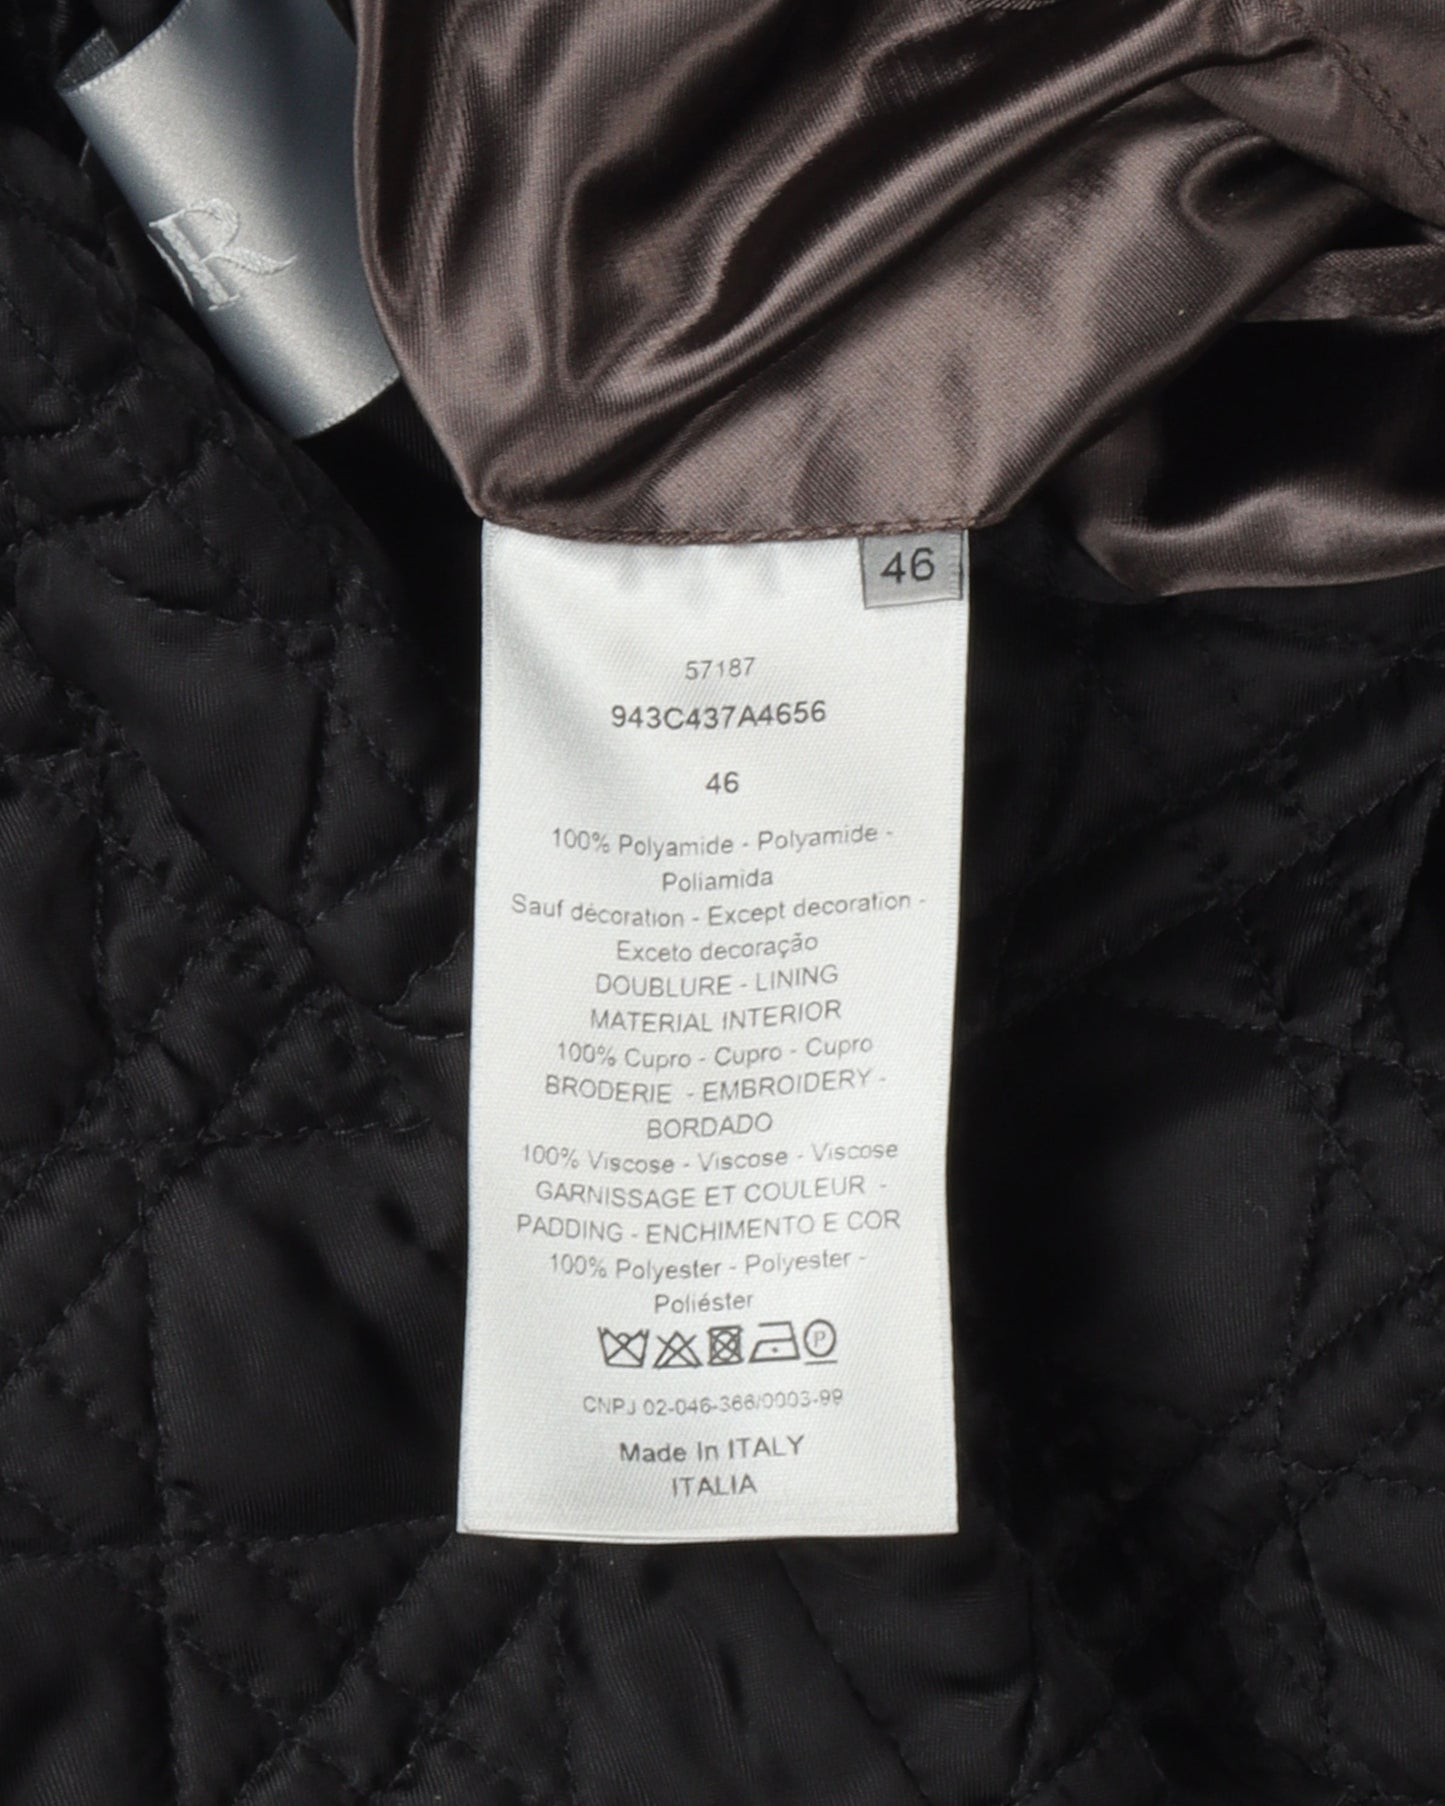 R
46
57187
943C437A4656
46
100% Polyamide - Polyamide -
Poliamida
Sauf décoration - Except decoration -
Exceto decoração
DOUBLURE - LINING
MATERIAL INTERIOR
100% Cupro - Cupro - Cupro
BRODERIE - EMBROIDERY -
BORDADO
100% Viscose - Viscose - Viscose
GARNISSAGE ET COULEUR -
PADDING - ENCHIMENTO E COR
100% Polyester - Polyester -
Poliéster
P
CNPJ 02-046-366/0003-99
Made In ITALY
ITALIA